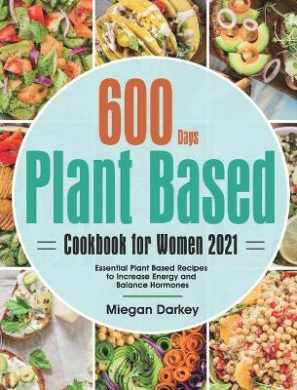 600 Days
Plant Based
Cookbook for Women 2021
Essential Plant Based Recipes
to Increase Energy and
Balance Hormones
Miegan Darkey